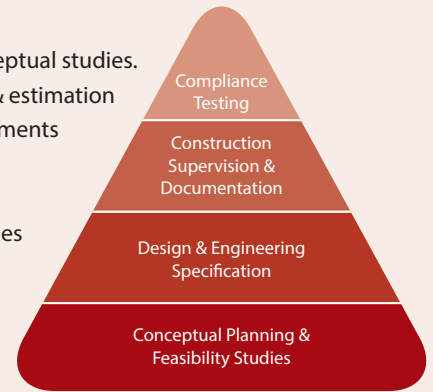 eptual studies.
& estimation
ments
es
Compliance
Testing
Construction
Supervision &
Documentation
Design & Engineering
Specification
Conceptual Planning &
Feasibility Studies